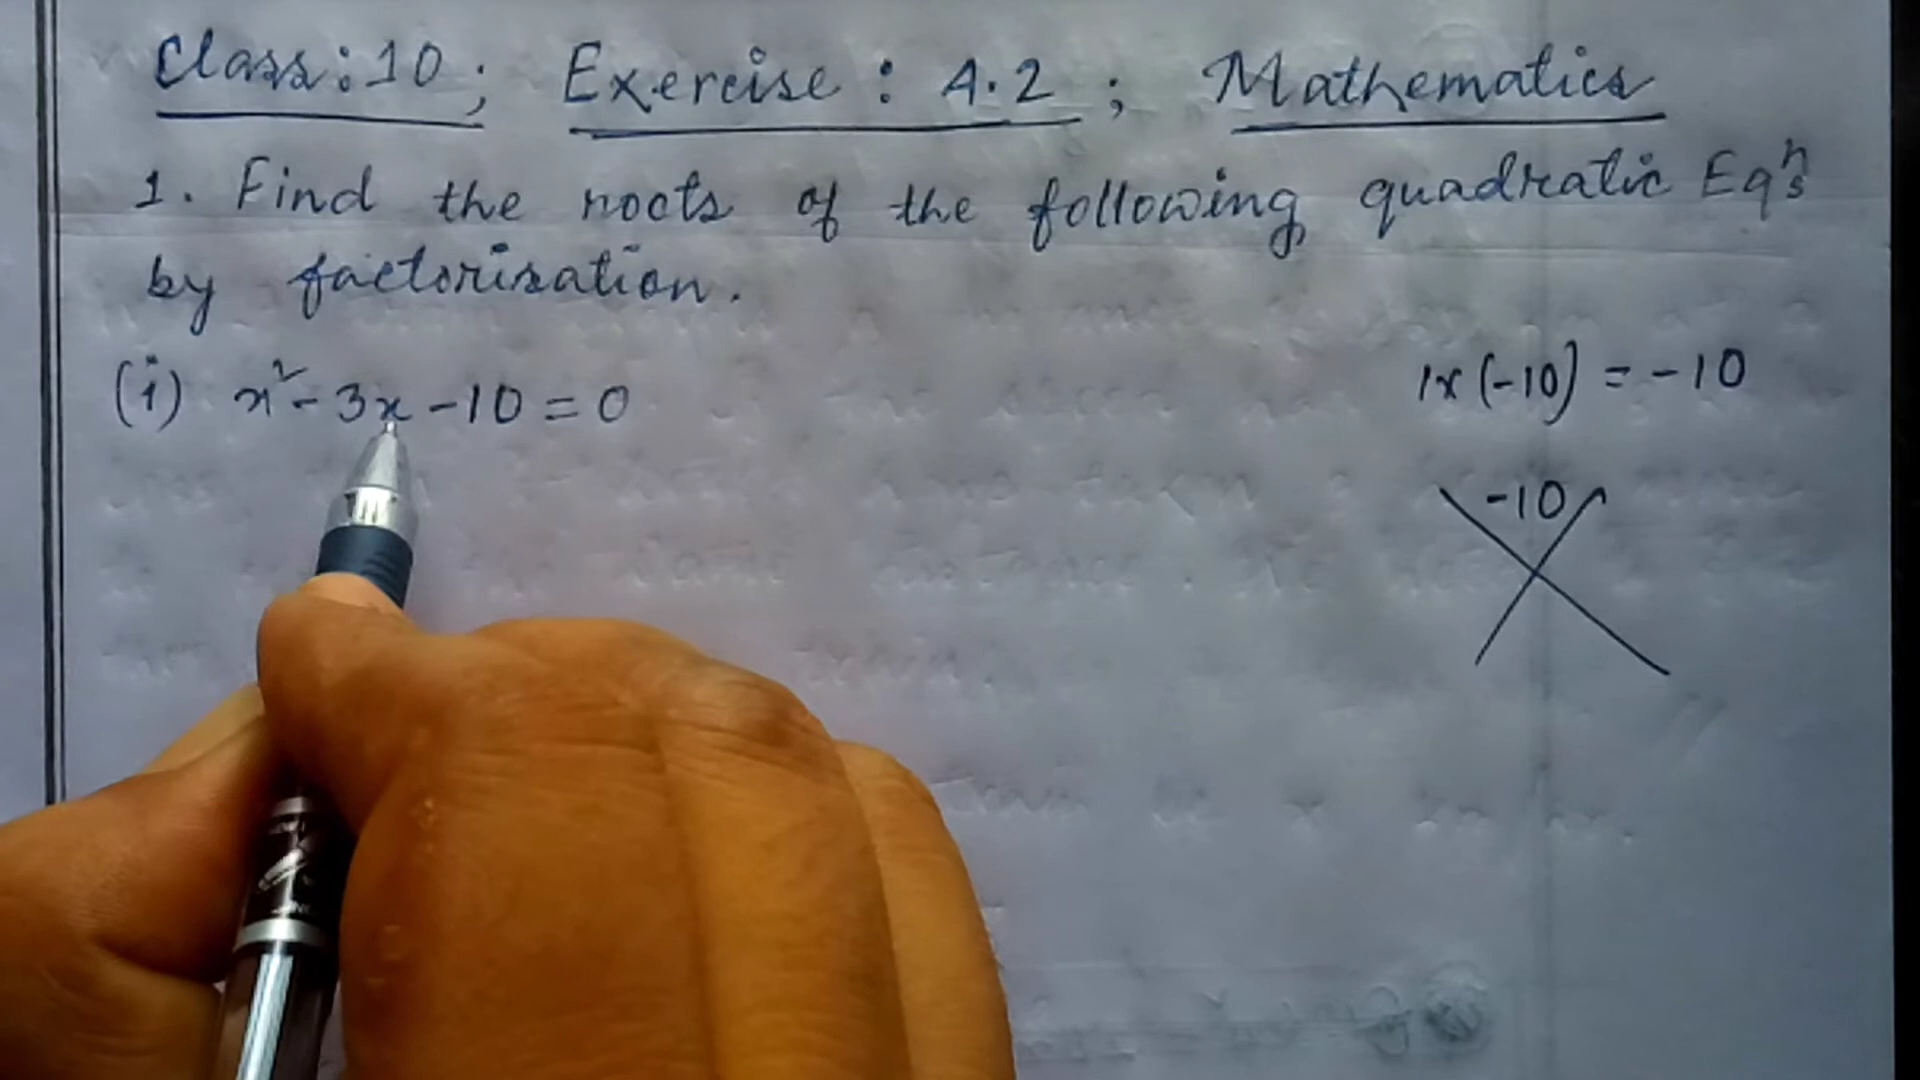 Class: 10 ; Exercise : 4.2 ; Mathematics
1. Find the roots of the following quadratic Eqⁿs
by factorisation.
(i) x² - 3x - 10 = 0
1x (-10) = -10
-10